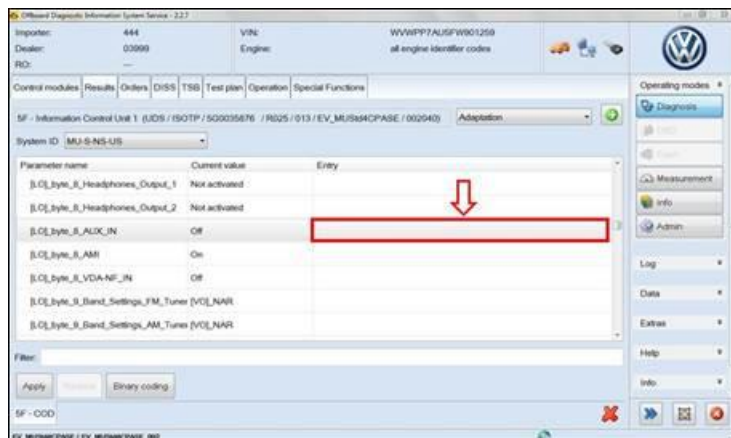 Offboard Diagnostic Information System Service - 2.2.7
Importer: 444 VIN: WVWPP7AU5FW901259
Dealer: 03999 Engine: all engine identifier codes
RO: ---
Control modules Results Orders DISS TSB Test plan Operation Special Functions
Operating modes
Diagnosis
5F - Information Control Unit 1 (UDS / ISOTP / 5G0035876 / R025 / 013 / EV_MUStd4CPASE / 002040) Adaptation
System ID MU-S-NS-US
Parameter name Current value Entry
[LO]_byte_8_Headphones_Output_1 Not activated
Measurement
[LO]_byte_8_Headphones_Output_2 Not activated
Info
[LO]_byte_8_AUX_IN Off
Admin
[LO]_byte_8_AMI On
Log
[LO]_byte_8_VDA-NF_IN Off
Data
[LO]_byte_9_Band_Settings_FM_Tuner [VO]_NAR
[LO]_byte_9_Band_Settings_AM_Tuner [VO]_NAR
Extras
Filter:
Help
Apply Binary coding
Info
5F - COD